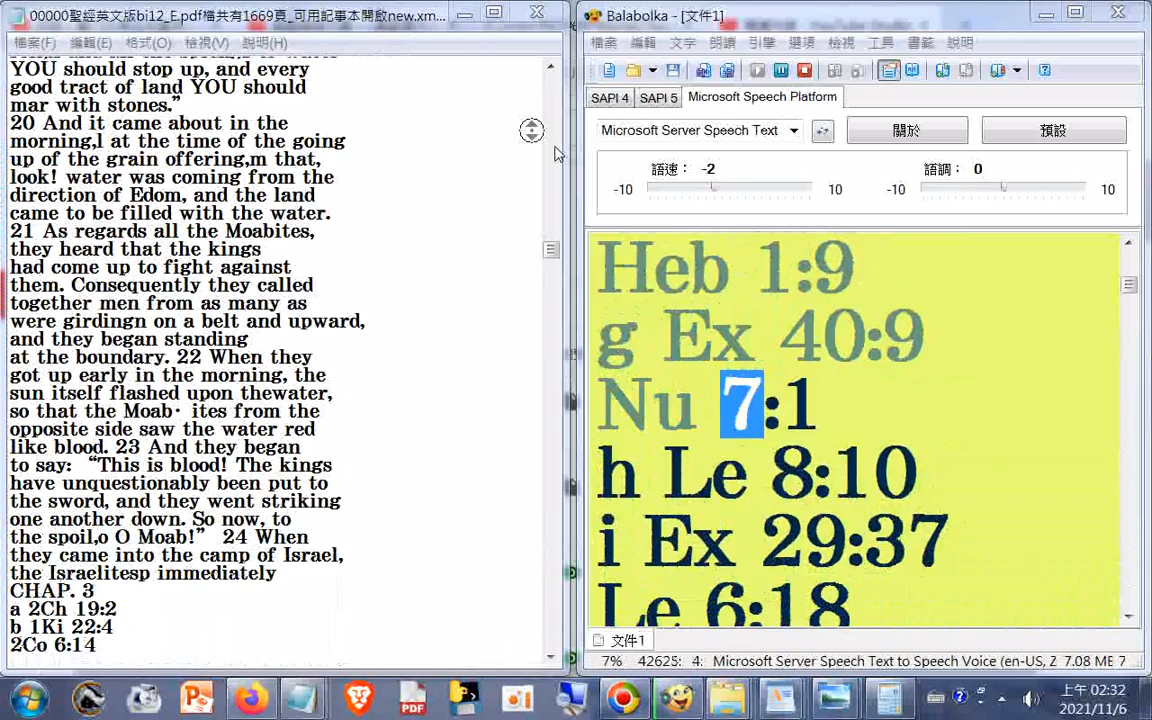 00000聖經英文版bi12_E.pdf檔共有1669頁_可用記事本開啟new.xm...
檔案(F) 編輯(E) 格式(O) 檢視(V) 說明(H)
YOU should stop up, and every
good tract of land YOU should
mar with stones.”
20 And it came about in the
morning,l at the time of the going
up of the grain offering,m that,
look! water was coming from the
direction of Edom, and the land
came to be filled with the water.
21 As regards all the Moabites,
they heard that the kings
had come up to fight against
them. Consequently they called
together men from as many as
were girdingn on a belt and upward,
and they began standing
at the boundary. 22 When they
got up early in the morning, the
sun itself flashed upon thewater,
so that the Moab· ites from the
opposite side saw the water red
like blood. 23 And they began
to say: “This is blood! The kings
have unquestionably been put to
the sword, and they went striking
one another down. So now, to
the spoil,o O Moab!” 24 When
they came into the camp of Israel,
the Israelitesp immediately
CHAP. 3
a 2Ch 19:2
b 1Ki 22:4
2Co 6:14
Balabolka - [文件1]
檔案 編輯 文字 朗讀 引擎 選項 檢視 工具 書籤 說明
SAPI 4 SAPI 5 Microsoft Speech Platform
Microsoft Server Speech Text 關於 預設
語速： -2 語調： 0
-10 10 -10 10
Heb 1:9
g Ex 40:9
Nu 7:1
h Le 8:10
i Ex 29:37
Le 6:18
文件1
7% 42625: 4: Microsoft Server Speech Text to Speech Voice (en-US, Z 7.08 MB 7
PDF
上午 02:32
2021/11/6